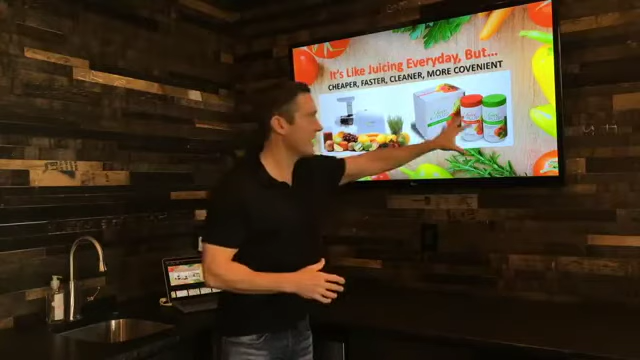 It's Like Juicing Everyday, but...
CHEAPER, FASTER, CLEANER, MORE COVENIENT